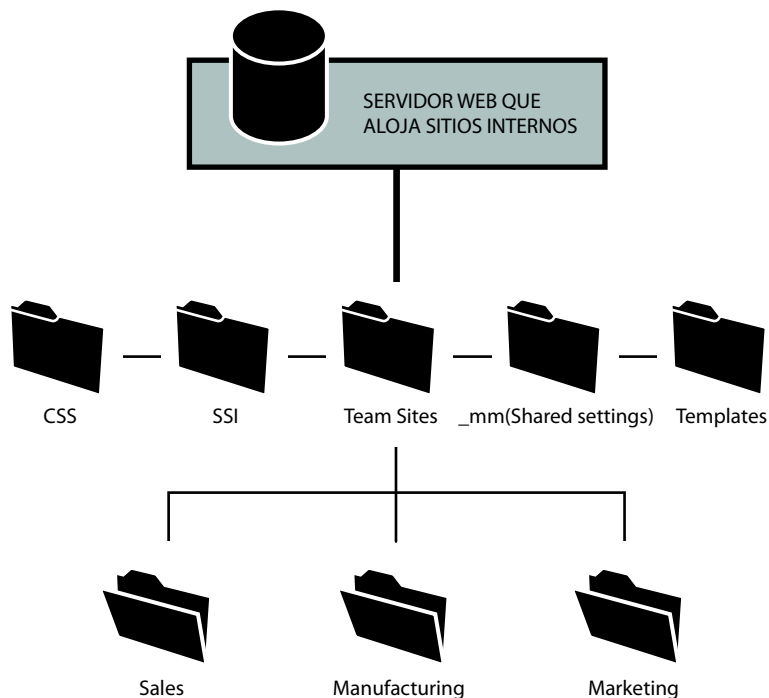 SERVIDOR WEB QUE
ALOJA SITIOS INTERNOS
CSS
SSI
Team Sites
_mm(Shared settings)
Templates
Sales
Manufacturing
Marketing